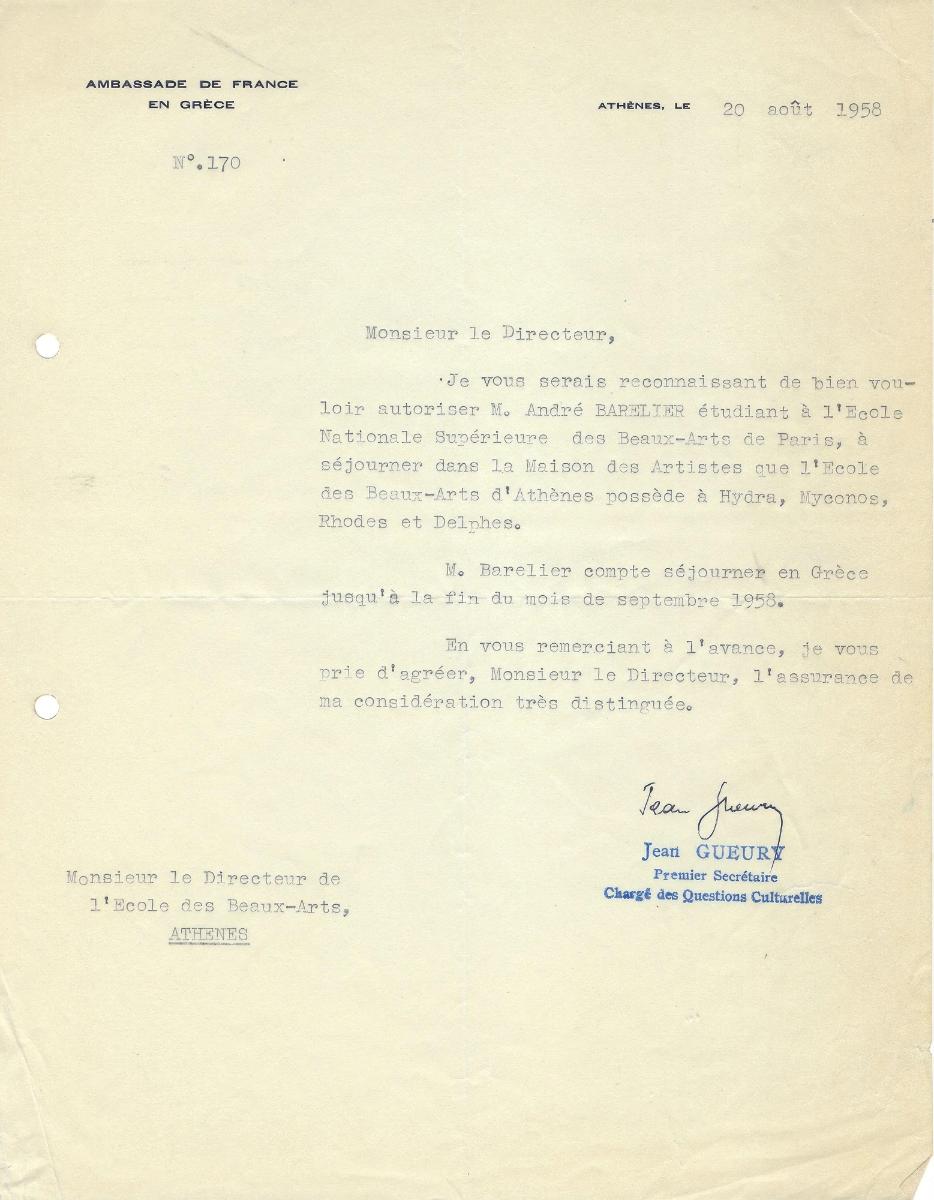 AMBASSADE DE FRANCE
EN GRÈCE
ATHÈNES, LE 20 août 1958
N°.170
Monsieur le Directeur,
Je vous serais reconnaissant de bien vou-
loir autoriser M. André BARELIER étudiant à l'Ecole
Nationale Supérieure des Beaux-Arts de Paris, à
séjourner dans la Maison des Artistes que l'Ecole
des Beaux-Arts d'Athènes possède à Hydra, Myconos,
Rhodes et Delphes.
M. Barelier compte séjourner en Grèce
jusqu'à la fin du mois de septembre 1958.
En vous remerciant à l'avance, je vous
prie d'agréer, Monsieur le Directeur, l'assurance de
ma considération très distinguée.
Jean Gueury
Jean GUEURY
Premier Secrétaire
Chargé des Questions Culturelles
Monsieur le Directeur de
l'Ecole des Beaux-Arts,
ATHENES